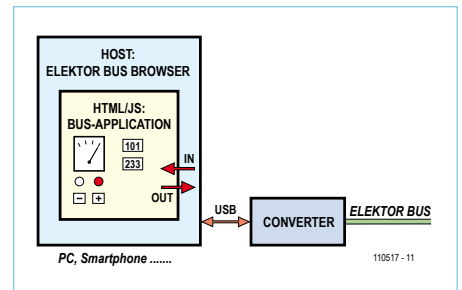 HOST:
ELEKTOR BUS BROWSER
HTML/JS:
BUS-APPLICATION
101
233
IN
OUT
− +
USB
CONVERTER
ELEKTOR BUS
PC, Smartphone .......
110517 - 11